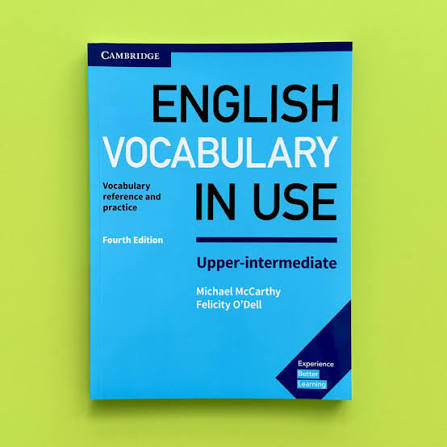 CAMBRIDGE
ENGLISH
VOCABULARY
IN USE
Vocabulary
reference and
practice
Fourth Edition
Upper-intermediate
Michael McCarthy
Felicity O'Dell
Experience
Better
Learning